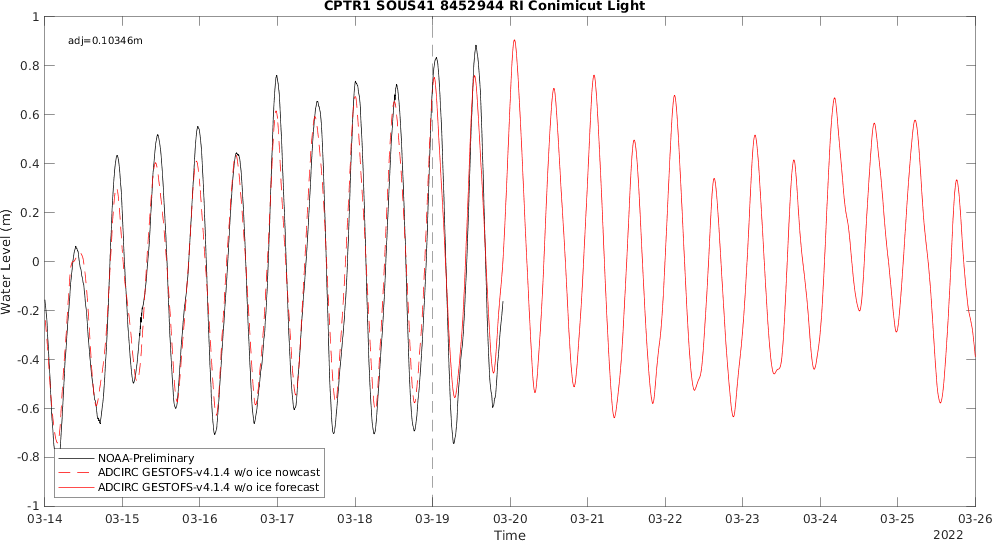 CPTR1 SOUS41 8452944 RI Conimicut Light
adj=0.10346m
1
0.8
0.6
0.4
0.2
0
-0.2
-0.4
-0.6
-0.8
-1
Water Level (m)
NOAA-Preliminary
ADCIRC GESTOFS-v4.1.4 w/o ice nowcast
ADCIRC GESTOFS-v4.1.4 w/o ice forecast
03-14 03-15 03-16 03-17 03-18 03-19 03-20 03-21 03-22 03-23 03-24 03-25 03-26
Time
2022